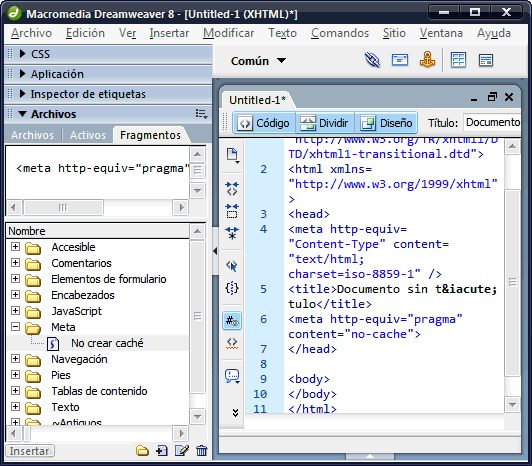 Macromedia Dreamweaver 8 - [Untitled-1 (XHTML)*]
Archivo Edición Ver Insertar Modificar Texto Comandos Sitio Ventana Ayuda
CSS
Aplicación
Inspector de etiquetas
Archivos
Archivos Activos Fragmentos
<meta http-equiv="pragma"
Nombre
Accesible
Comentarios
Elementos de formulario
Encabezados
JavaScript
Meta
No crear caché
Navegación
Pies
Tablas de contenido
Texto
~Antiguos
Insertar
Común
Untitled-1*
Código Dividir Diseño Título: Documento
"http://www.w3.org/TR/xhtml1/D
TD/xhtml1-transitional.dtd">
2 <html xmlns=
"http://www.w3.org/1999/xhtml"
>
3 <head>
4 <meta http-equiv=
"Content-Type" content=
"text/html;
charset=iso-8859-1" />
5 <title>Documento sin t&iacute;
tulo</title>
6 <meta http-equiv="pragma"
content="no-cache">
7 </head>
8
9 <body>
10 </body>
11 </html>